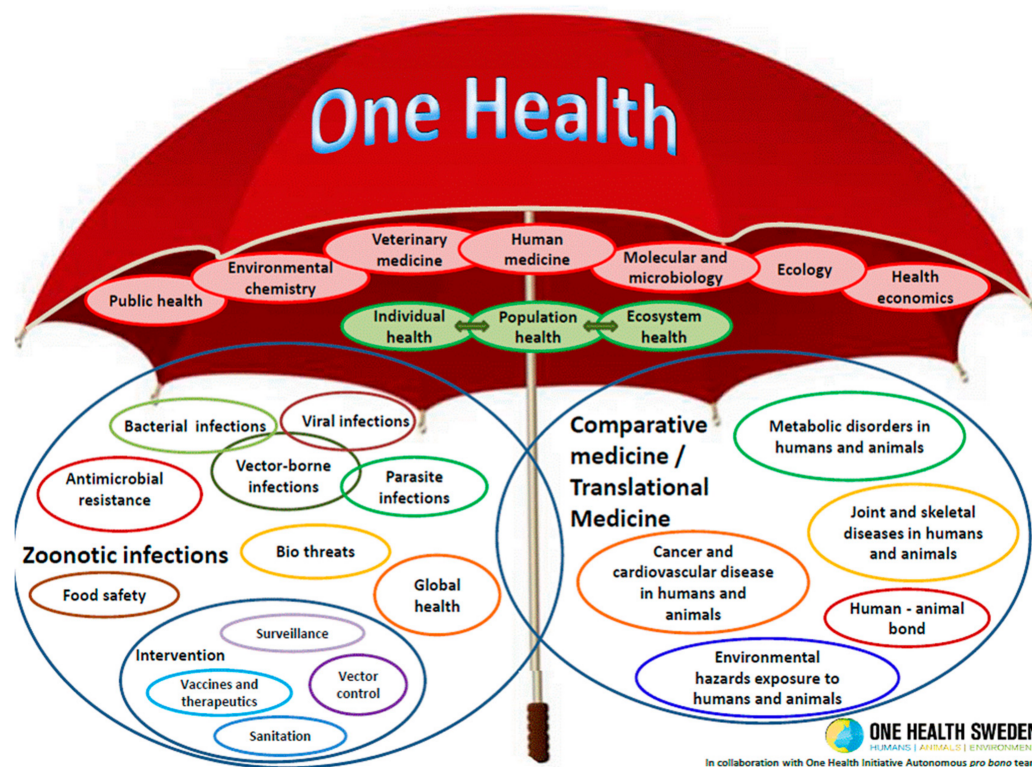 One Health
Veterinary
medicine
Human
medicine
Environmental
chemistry
Molecular and
microbiology
Ecology
Public health
Health
economics
Individual
health
Population
health
Ecosystem
health
Bacterial infections
Viral infections
Vector-borne
infections
Antimicrobial
resistance
Parasite
infections
Zoonotic infections
Bio threats
Food safety
Global
health
Surveillance
Intervention
Vaccines and
therapeutics
Vector
control
Sanitation
Comparative
medicine /
Translational
Medicine
Metabolic disorders in
humans and animals
Joint and skeletal
diseases in humans
and animals
Cancer and
cardiovascular disease
in humans and
animals
Human - animal
bond
Environmental
hazards exposure to
humans and animals
ONE HEALTH SWEDEN
HUMANS | ANIMALS | ENVIRONMENT
In collaboration with One Health Initiative Autonomous pro bono team